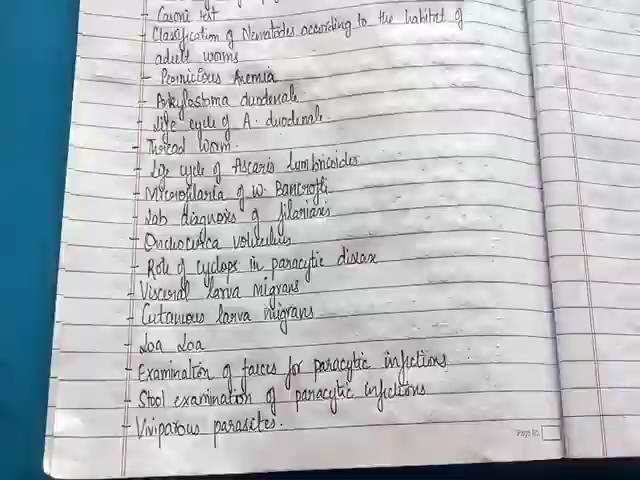 - Casoni test
- Classification of Nematodes according to the habitat of
adult worms
- Pernicious Anemia
- Ankylostoma duodenale
- Life cycle of A. duodenale
- Thread worm.
- Life cycle of Ascaris Lumbricoides
- Microfilaria of W. Bancrofti
- Lab diagnosis of filariasis
- Onchocerca volvulus
- Role of cyclops in paracytic disease
- Visceral larva migrans
- Cutaneous larva migrans
- Loa Loa
- Examination of faeces for paracytic infections
- Stool examination of paracytic infections
- Viviparous parasites.
Page No.